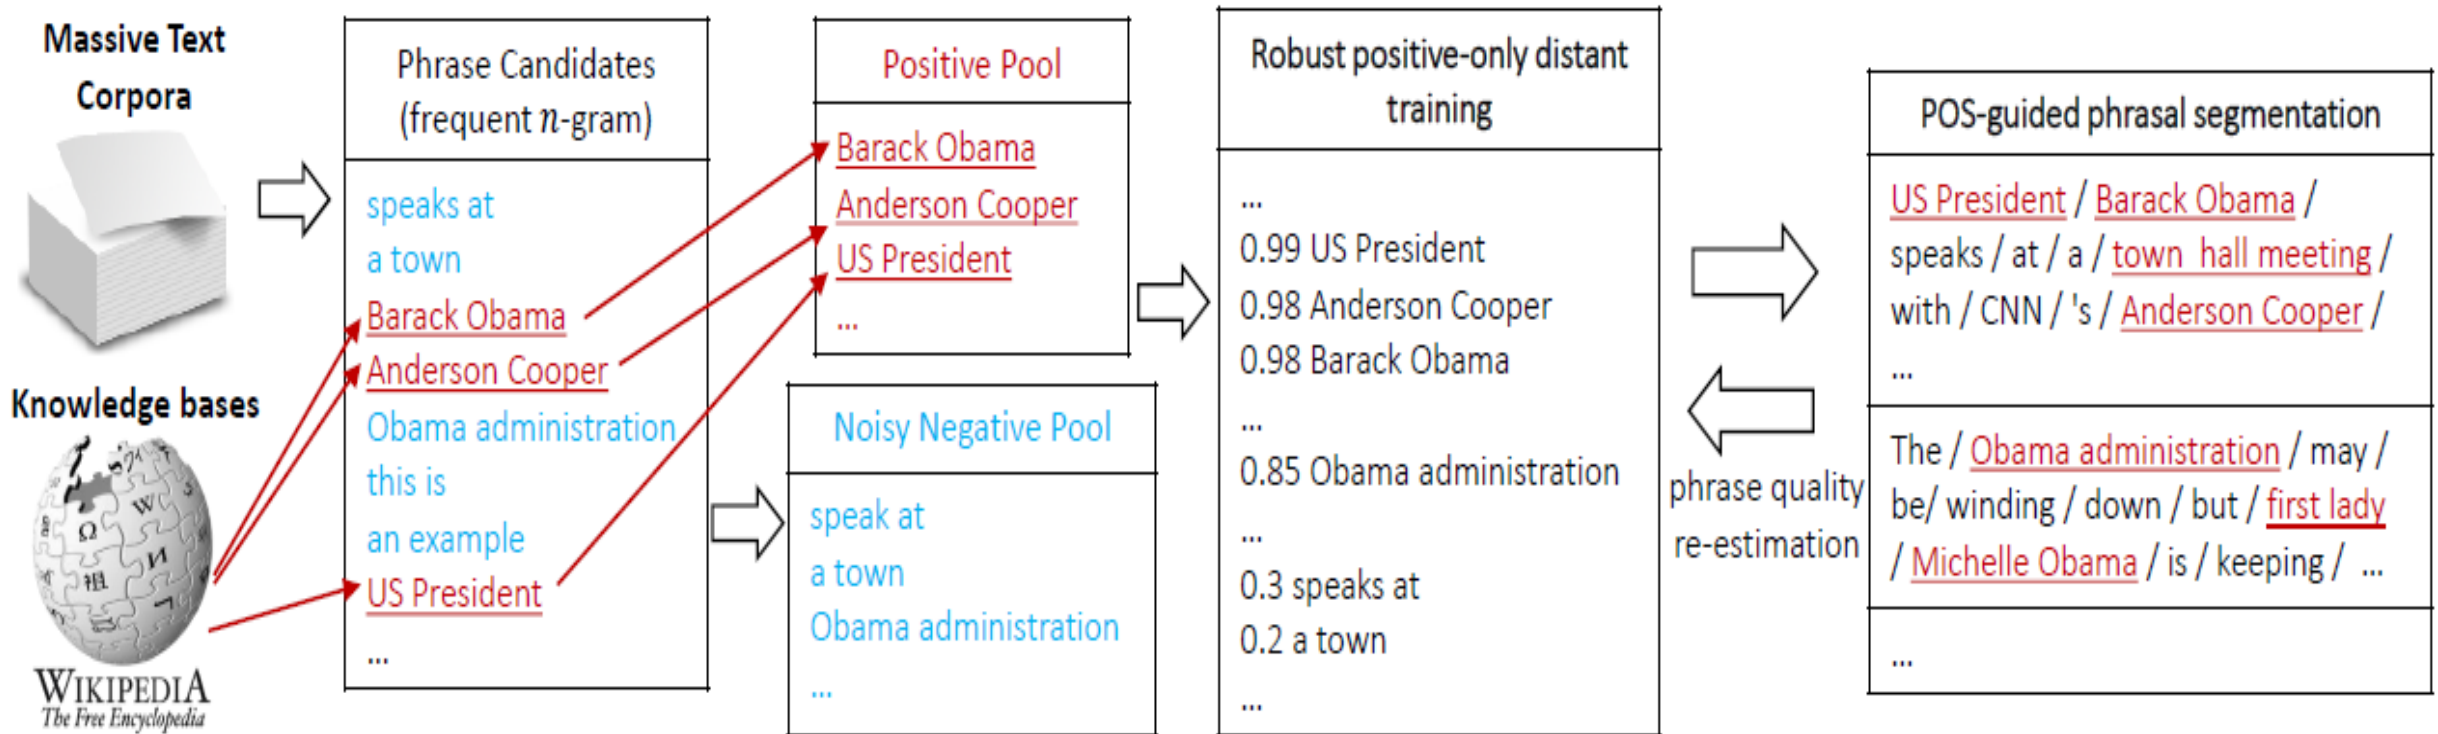 Massive Text
Corpora
Knowledge bases
WIKIPEDIA
The Free Encyclopedia
Phrase Candidates
(frequent n-gram)
speaks at
a town
Barack Obama
Anderson Cooper
Obama administration
this is
an example
US President
...
Positive Pool
Barack Obama
Anderson Cooper
US President
...
Noisy Negative Pool
speak at
a town
Obama administration
...
Robust positive-only distant
training
...
0.99 US President
0.98 Anderson Cooper
0.98 Barack Obama
...
0.85 Obama administration
...
0.3 speaks at
0.2 a town
...
phrase quality
re-estimation
POS-guided phrasal segmentation
US President / Barack Obama /
speaks / at / a / town hall meeting /
with / CNN / 's / Anderson Cooper /
...
The / Obama administration / may /
be/ winding / down / but / first lady
/ Michelle Obama / is / keeping / ...
...